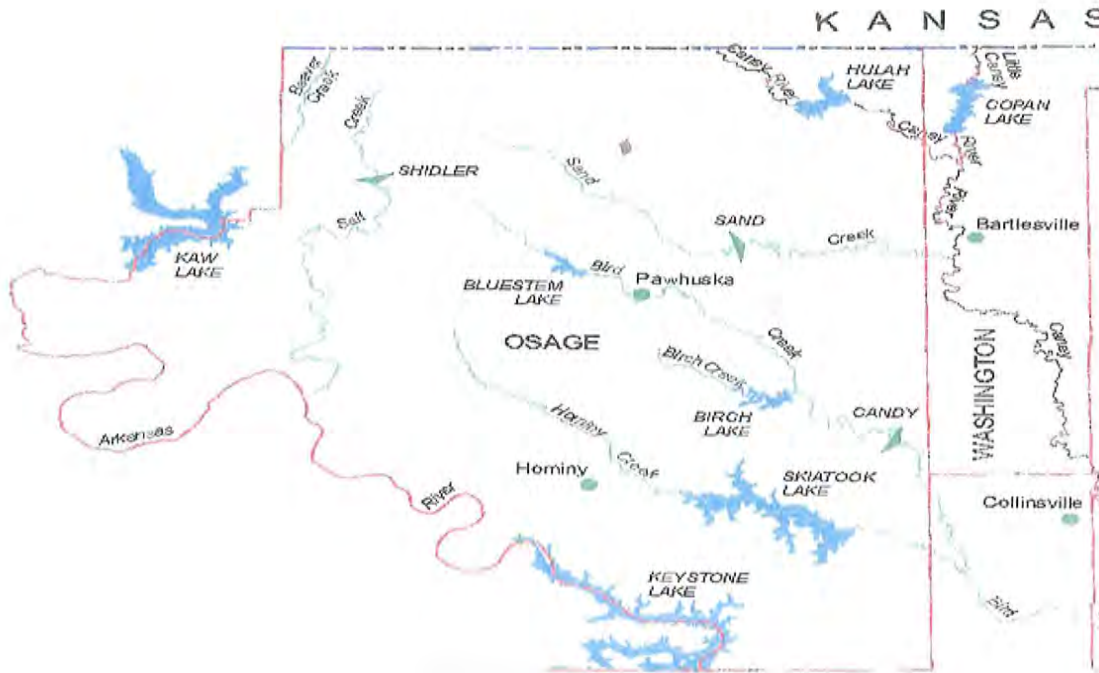 K A N S A S
Beaver
Creek
Creek
Caney
River
HULAH
LAKE
Little
Caney
COPAN
LAKE
Caney
River
River
SHIDLER
Salt
Sand
SAND
Creek
Bartlesville
KAW
LAKE
BLUESTEM
LAKE
Bird
Pawhuska
OSAGE
Creek
Birch Creek
BIRCH
LAKE
CANDY
WASHINGTON
Caney
Arkansas
River
Hominy
Creek
Hominy
SKIATOOK
LAKE
Collinsville
KEYSTONE
LAKE
Bird